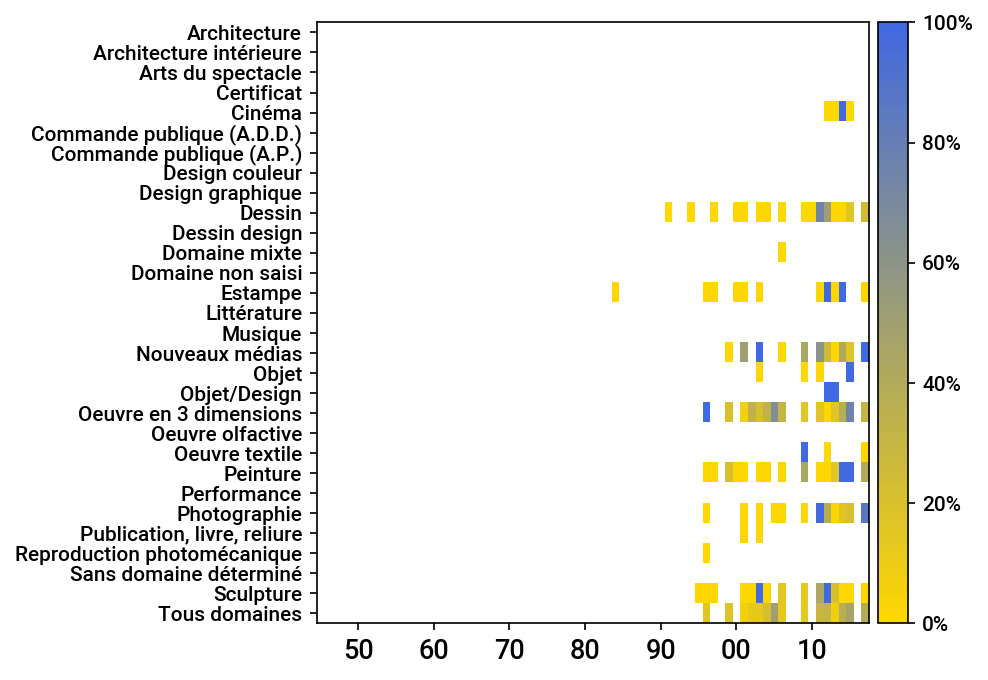 Architecture
Architecture intérieure
Arts du spectacle
Certificat
Cinéma
Commande publique (A.D.D.)
Commande publique (A.P.)
Design couleur
Design graphique
Dessin
Dessin design
Domaine mixte
Domaine non saisi
Estampe
Littérature
Musique
Nouveaux médias
Objet
Objet/Design
Oeuvre en 3 dimensions
Oeuvre olfactive
Oeuvre textile
Peinture
Performance
Photographie
Publication, livre, reliure
Reproduction photomécanique
Sans domaine déterminé
Sculpture
Tous domaines
50 60 70 80 90 00 10
100%
80%
60%
40%
20%
0%